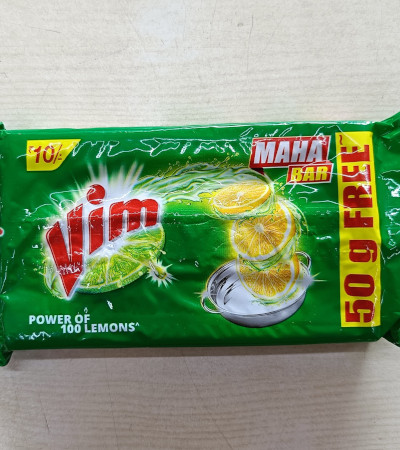 ₹10/-
MAHA
BAR
Vim
50 g FREE
POWER OF
100 LEMONS^